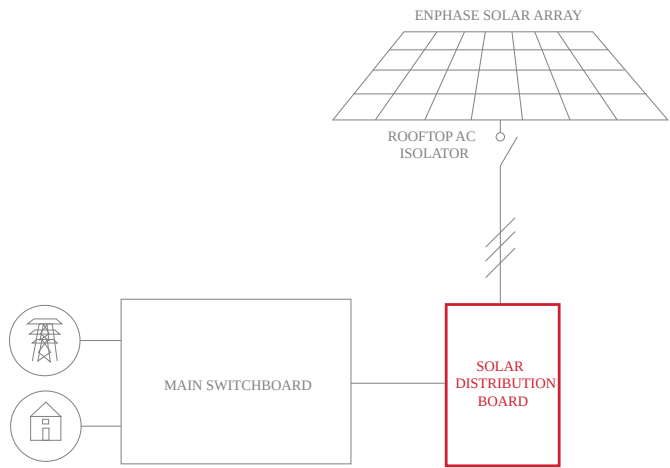 ENPHASE SOLAR ARRAY
ROOFTOP AC
ISOLATOR
MAIN SWITCHBOARD
SOLAR
DISTRIBUTION
BOARD